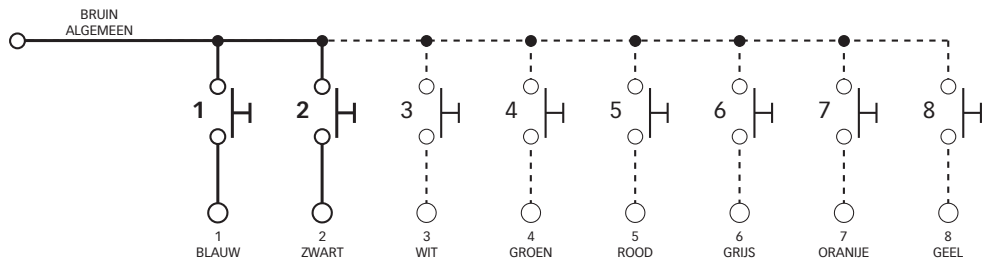 BRUIN
ALGEMEEN
1 2 3 4 5 6 7 8
1 2 3 4 5 6 7 8
BLAUW ZWART WIT GROEN ROOD GRIJS ORANIJE GEEL